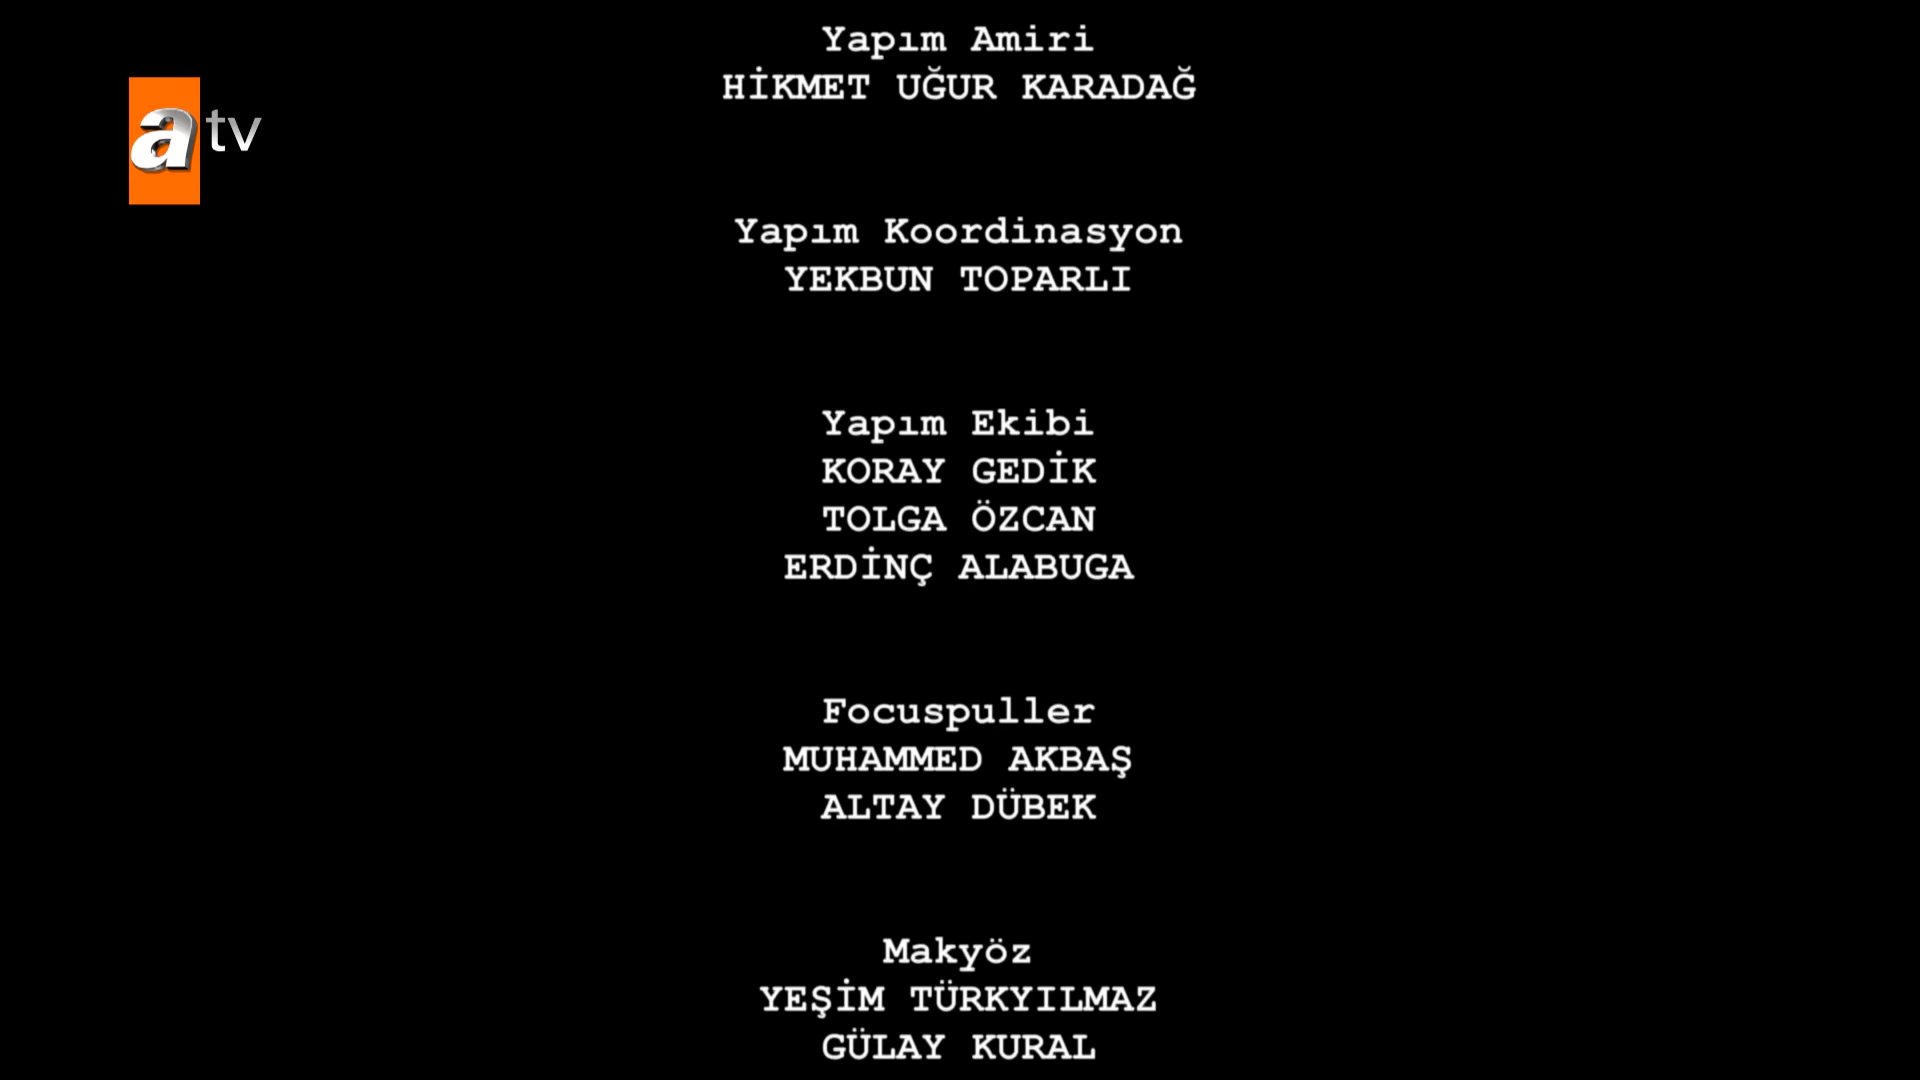 Yapım Amiri
HİKMET UĞUR KARADAĞ
atv
Yapım Koordinasyon
YEKBUN TOPARLI
Yapım Ekibi
KORAY GEDİK
TOLGA ÖZCAN
ERDİNÇ ALABUGA
Focuspuller
MUHAMMED AKBAŞ
ALTAY DÜBEK
Makyöz
YEŞİM TÜRKYILMAZ
GÜLAY KURAL